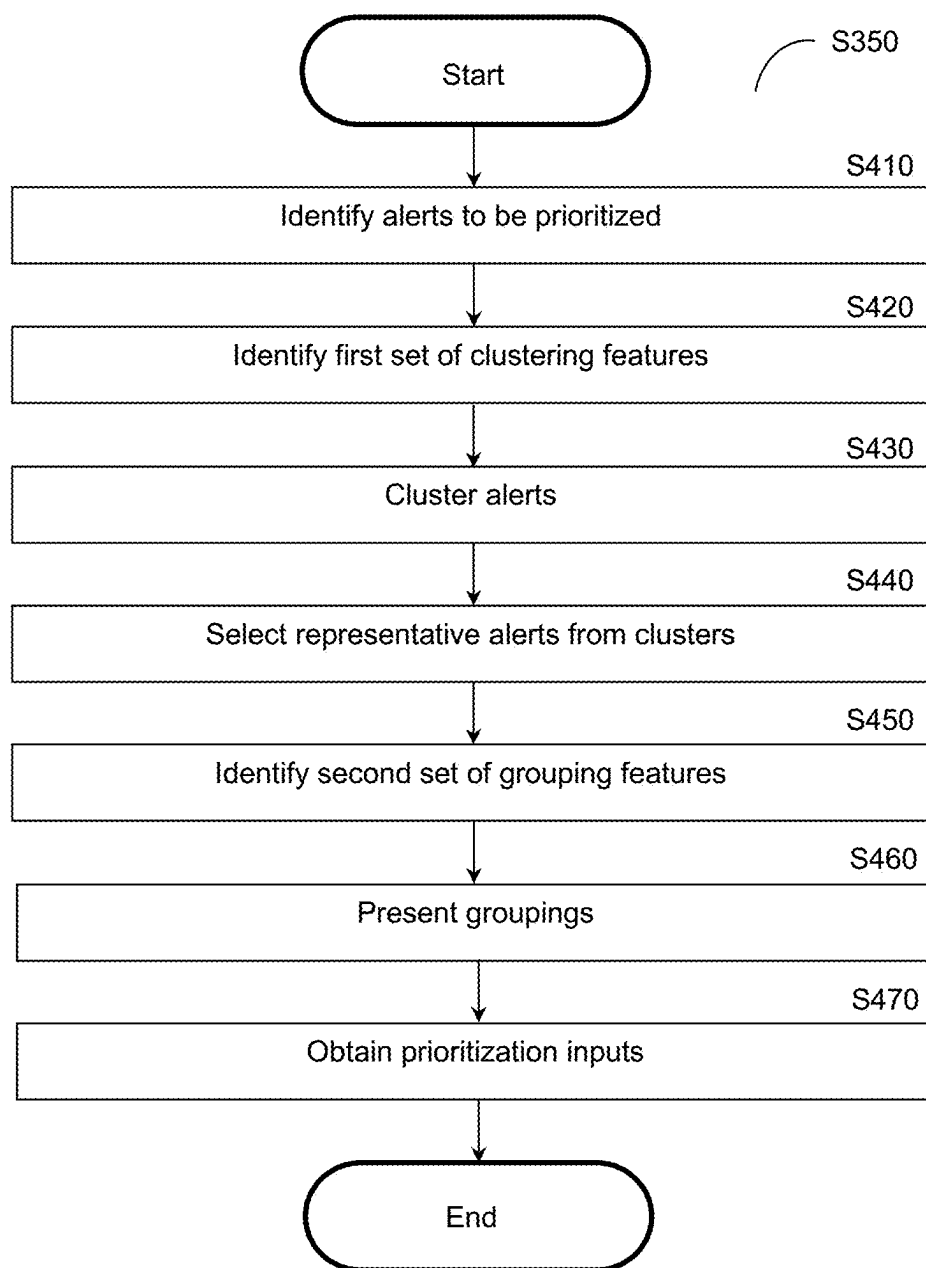 Start
S350
S410
Identify alerts to be prioritized
S420
Identify first set of clustering features
S430
Cluster alerts
S440
Select representative alerts from clusters
S450
Identify second set of grouping features
S460
Present groupings
S470
Obtain prioritization inputs
End